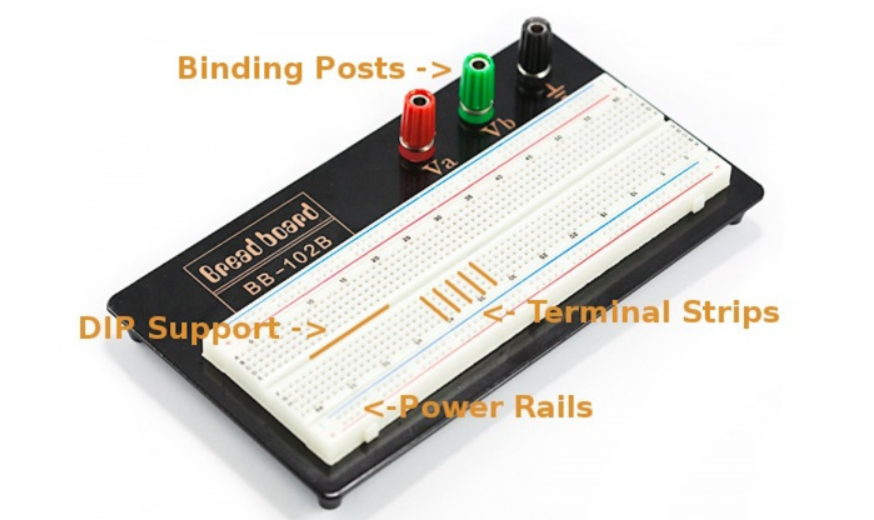 Binding Posts ->
Va
Vb
Bread board
BB-102B
DIP Support ->
<- Terminal Strips
<-Power Rails